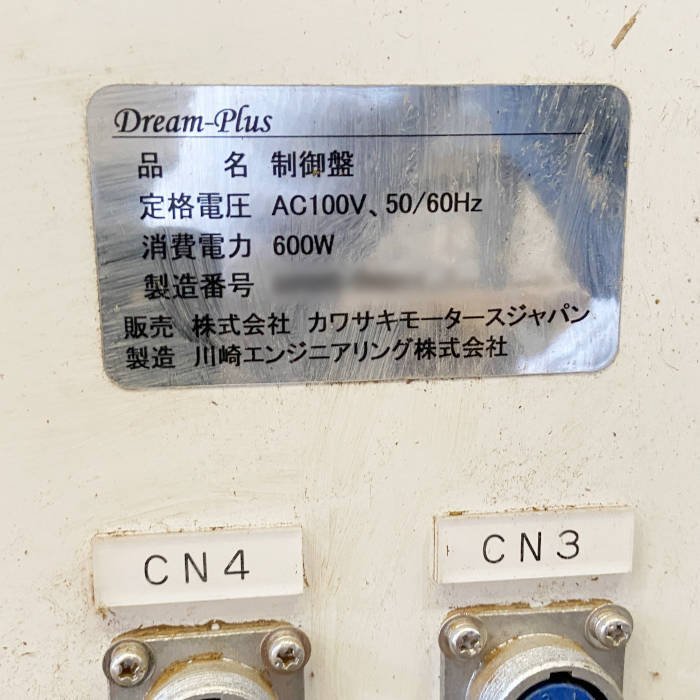 Dream-Plus
品 名 制御盤
定格電圧 AC100V、50/60Hz
消費電力 600W
製造番号
販売 株式会社 カワサキモータースジャパン
製造 川崎エンジニアリング株式会社
CN4
CN3